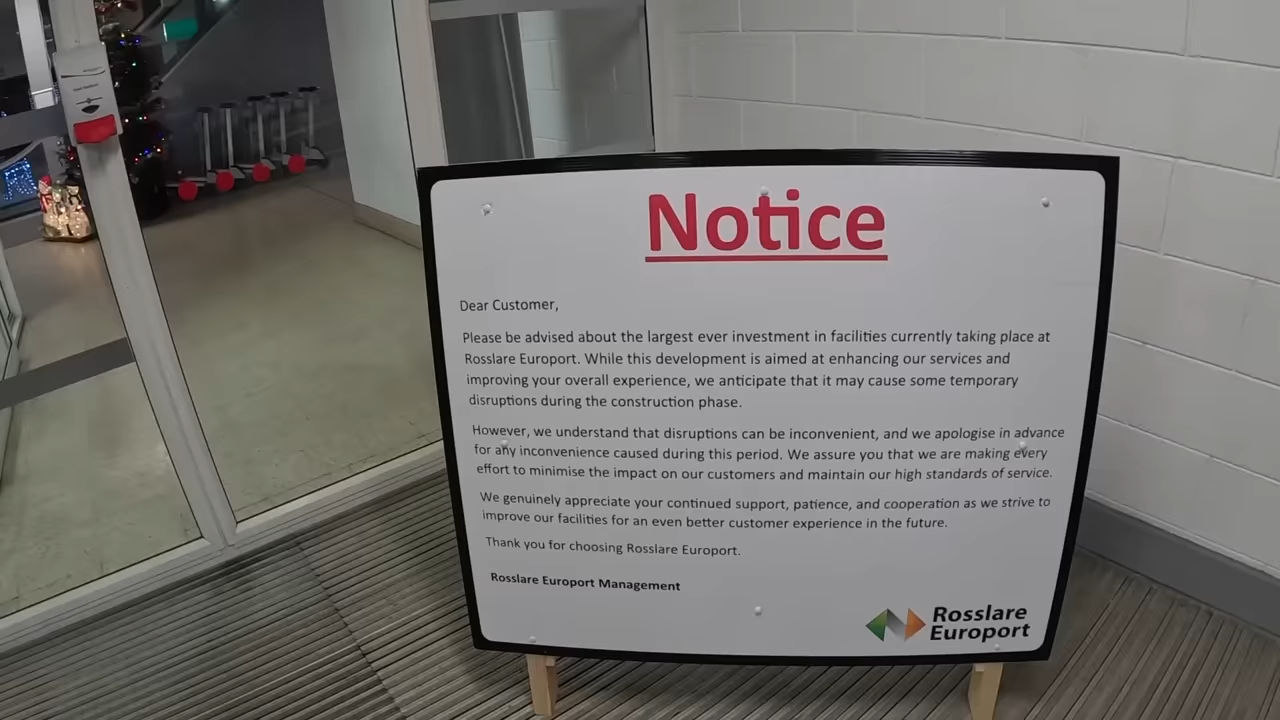 Notice
Dear Customer,
Please be advised about the largest ever investment in facilities currently taking place at
Rosslare Europort. While this development is aimed at enhancing our services and
improving your overall experience, we anticipate that it may cause some temporary
disruptions during the construction phase.
However, we understand that disruptions can be inconvenient, and we apologise in advance
for any inconvenience caused during this period. We assure you that we are making every
effort to minimise the impact on our customers and maintain our high standards of service.
We genuinely appreciate your continued support, patience, and cooperation as we strive to
improve our facilities for an even better customer experience in the future.
Thank you for choosing Rosslare Europort.
Rosslare Europort Management
Rosslare
Europort